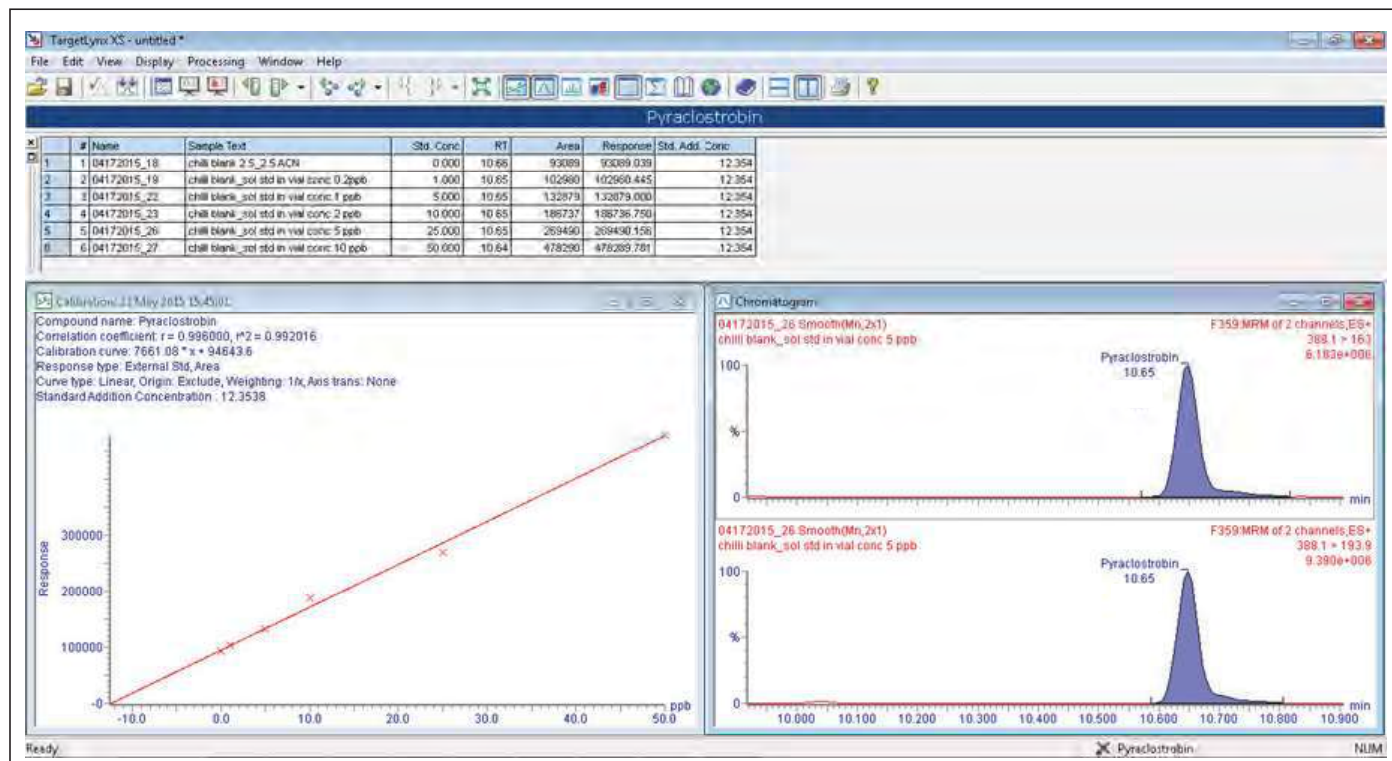 TargetLynx XS - untitled *
File Edit View Display Processing Window Help
Pyraclostrobin
# Name Sample Text Std. Conc RT Area Response Std. Add. Conc
1 1 04172015_18 chilli blank 2.5_2.5 ACN 0.000 10.66 93089 93089.039 12.354
2 2 04172015_19 chilli blank_sol std in vial conc 0.2ppb 1.000 10.65 102980 12.354
3 3 04172015_22 chilli blank_sol std in vial conc 1 ppb 5.000 10.65 132879 132879.000 12.354
4 4 04172015_23 chilli blank_sol std in vial conc 2 ppb 10.000 10.65 186737 186736.750 12.354
5 5 04172015_26 chilli blank_sol std in vial conc 5 ppb 25.000 10.65 269490 269490.156 12.354
6 6 04172015_27 chilli blank_sol std in vial conc 10 ppb 50.000 10.64 478290 478289.781 12.354
Calibration: 2015
Compound name: Pyraclostrobin
Correlation coefficient: r = 0.996000, r^2 = 0.992016
Calibration curve: 7661.08 * x + 94643.6
Response type: External Std, Area
Curve type: Linear, Origin: Exclude, Weighting: 1/x, Axis trans: None
Standard Addition Concentration : 12.3538
Response
300000
200000
100000
-0
-10.0 0.0 10.0 20.0 30.0 40.0 50.0 ppb
Chromatogram
04172015_26 Smooth(Mn,2x1) F359:MRM of 2 channels,ES+
chilli blank_sol std in vial conc 5 ppb 388.1 > 163
6.183e+006
Pyraclostrobin
10.65
100
%
0
min
04172015_26 Smooth(Mn,2x1) F359:MRM of 2 channels,ES+
chilli blank_sol std in vial conc 5 ppb 388.1 > 193.9
9.390e+006
Pyraclostrobin
10.65
100
%
0
min
10.000 10.100 10.200 10.300 10.400 10.500 10.600 10.700 10.800 10.900
Ready Pyraclostrobin NUM